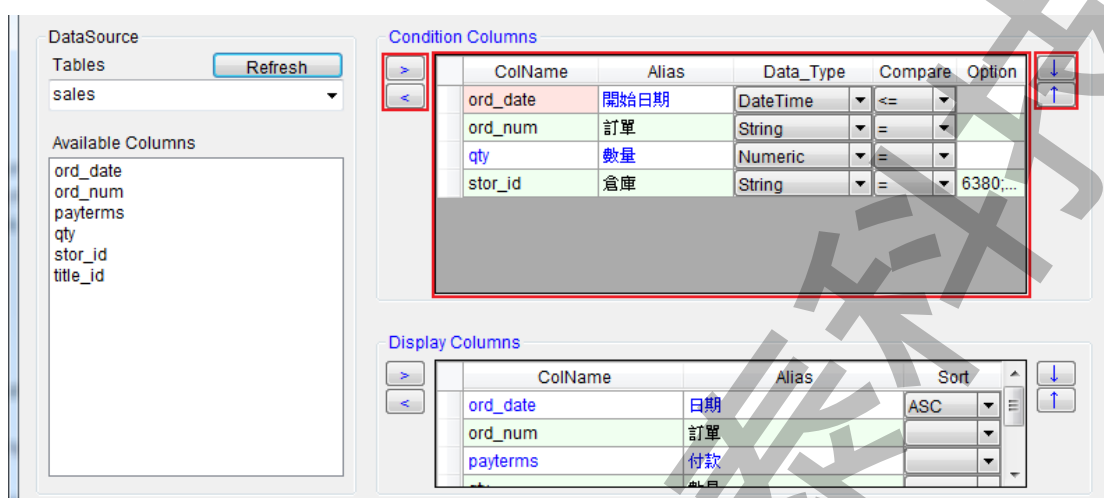 DataSource
Tables
Refresh
sales
Available Columns
ord_date
ord_num
payterms
qty
stor_id
title_id
Condition Columns
>
<
ColName Alias Data_Type Compare Option
ord_date 開始日期 DateTime <=
ord_num 訂單 String =
qty 數量 Numeric =
stor_id 倉庫 String = 6380;...
↓
↑
Display Columns
>
<
ColName Alias Sort
ord_date 日期 ASC
ord_num 訂單
payterms 付款
↓
↑